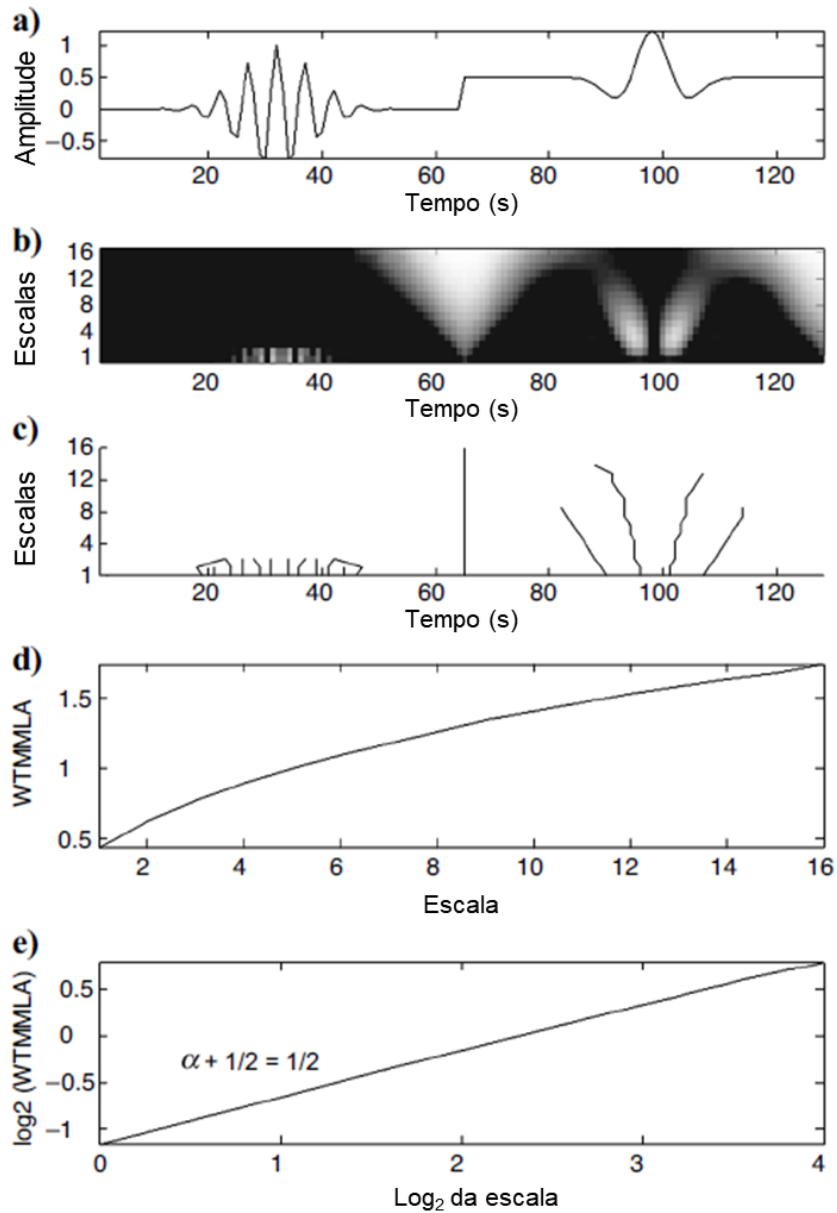 a)
Amplitude
1
0.5
0
−0.5
20 40 60 80 100 120
Tempo (s)
b)
Escalas
16
12
8
4
1
20 40 60 80 100 120
Tempo (s)
c)
Escalas
16
12
8
4
1
20 40 60 80 100 120
Tempo (s)
d)
WTMMLA
1.5
1
0.5
2 4 6 8 10 12 14 16
Escala
e)
log2 (WTMMLA)
0.5
0
−0.5
−1
α + 1/2 = 1/2
0 1 2 3 4
Log₂ da escala